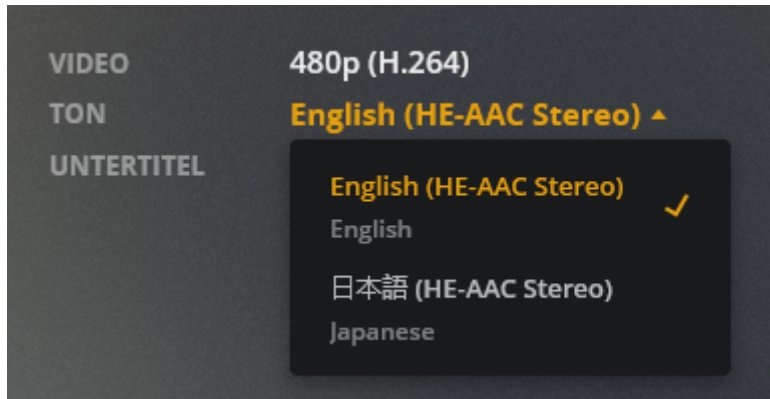 VIDEO 480p (H.264)
TON English (HE-AAC Stereo)
UNTERTITEL
English (HE-AAC Stereo)
English
日本語 (HE-AAC Stereo)
Japanese